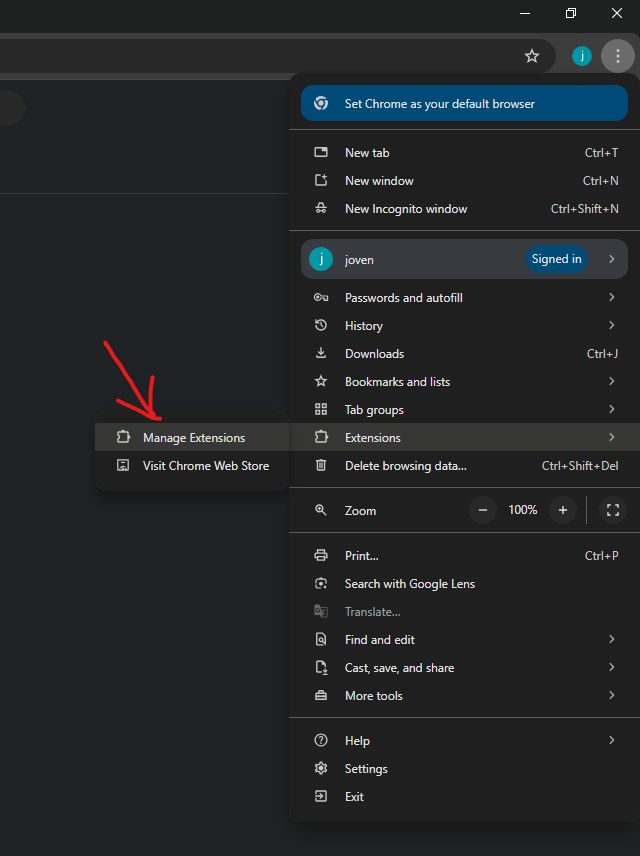 j
Set Chrome as your default browser
New tab Ctrl+T
New window Ctrl+N
New Incognito window Ctrl+Shift+N
j joven Signed in
Passwords and autofill
History
Downloads Ctrl+J
Bookmarks and lists
Tab groups
Manage Extensions
Extensions
Visit Chrome Web Store
Delete browsing data... Ctrl+Shift+Del
Zoom − 100% +
Print... Ctrl+P
Search with Google Lens
Translate...
Find and edit
Cast, save, and share
More tools
Help
Settings
Exit